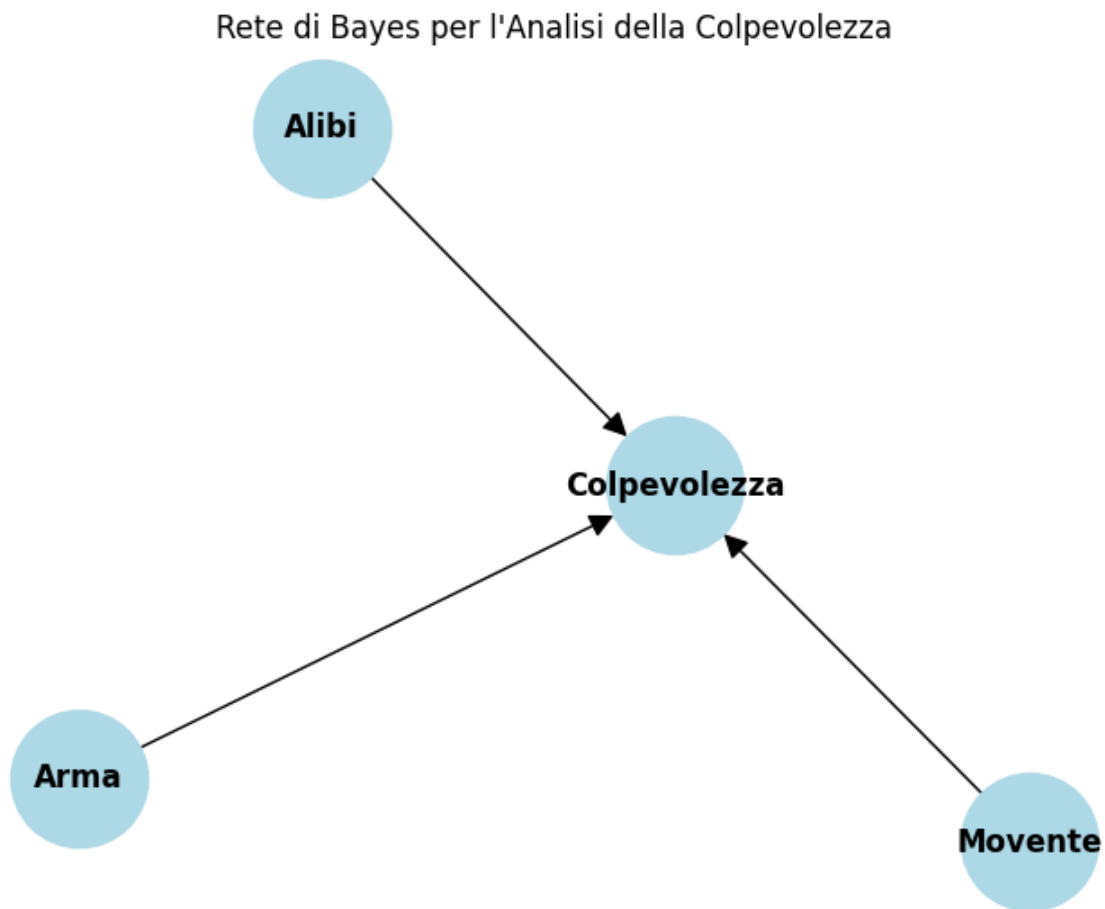 Rete di Bayes per l'Analisi della Colpevolezza
Alibi
Colpevolezza
Arma
Movente